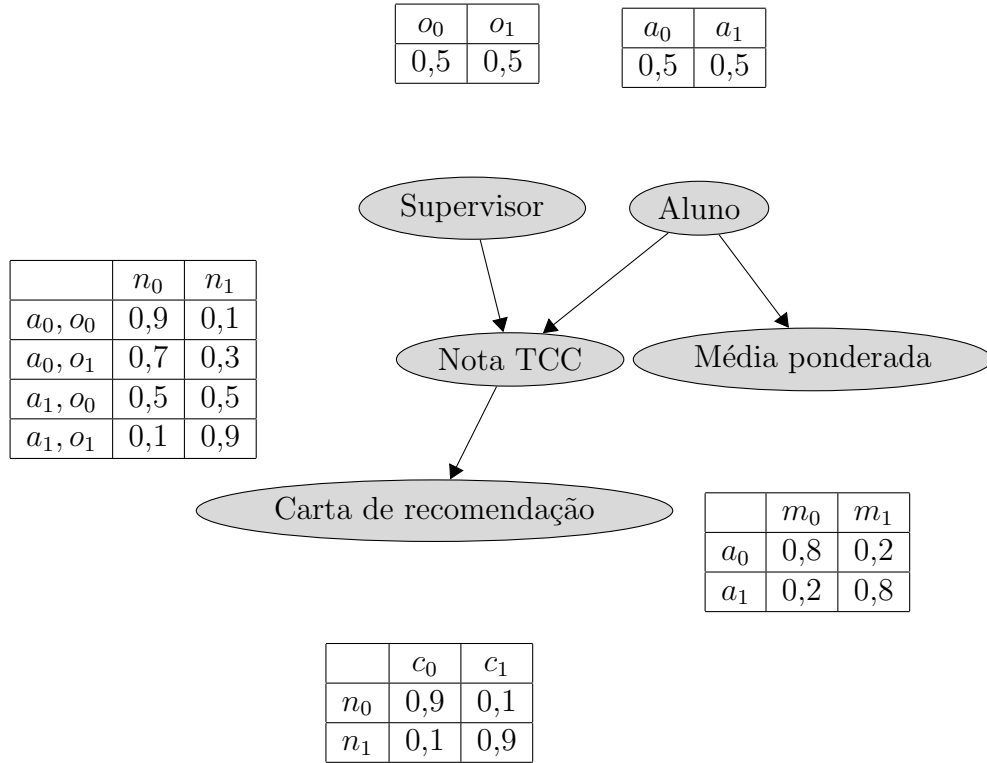 o₀ o₁ a₀ a₁
0,5 0,5 0,5 0,5
Supervisor Aluno
n₀ n₁
a₀, o₀ 0,9 0,1
a₀, o₁ 0,7 0,3
a₁, o₀ 0,5 0,5
a₁, o₁ 0,1 0,9
Nota TCC Média ponderada
Carta de recomendação
m₀ m₁
a₀ 0,8 0,2
a₁ 0,2 0,8
c₀ c₁
n₀ 0,9 0,1
n₁ 0,1 0,9